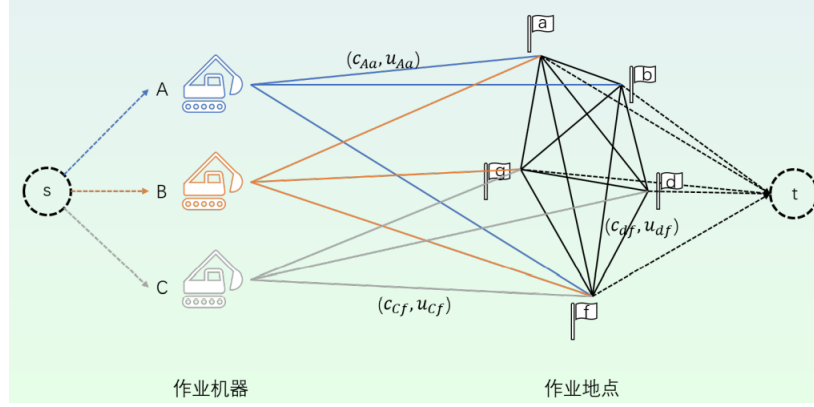 a
(c_{Aa}, u_{Aa})
b
A
g
d
s
B
t
(c_{df}, u_{df})
C
(c_{Cf}, u_{Cf})
f
作业机器
作业地点